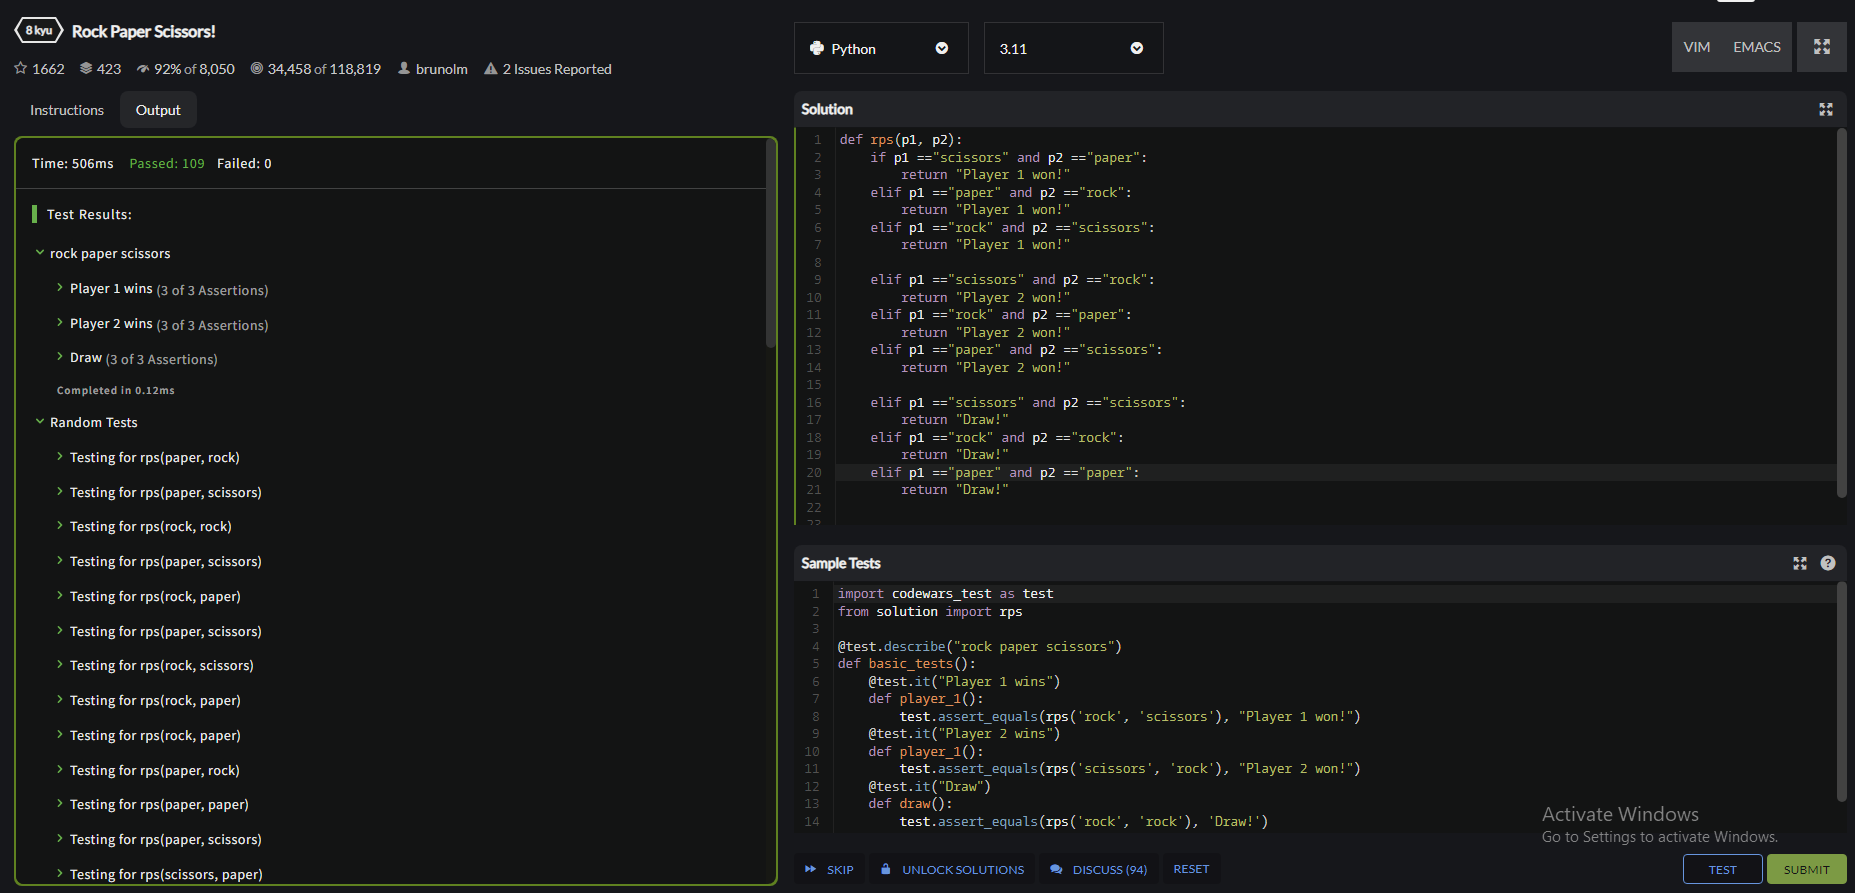 8 kyu Rock Paper Scissors!
1662 423 92% of 8,050 34,458 of 118,819 brunolm 2 Issues Reported
Instructions Output
Time: 506ms Passed: 109 Failed: 0
Test Results:
rock paper scissors
Player 1 wins (3 of 3 Assertions)
Player 2 wins (3 of 3 Assertions)
Draw (3 of 3 Assertions)
Completed in 0.12ms
Random Tests
Testing for rps(paper, rock)
Testing for rps(paper, scissors)
Testing for rps(rock, rock)
Testing for rps(paper, scissors)
Testing for rps(rock, paper)
Testing for rps(paper, scissors)
Testing for rps(rock, scissors)
Testing for rps(rock, paper)
Testing for rps(rock, paper)
Testing for rps(paper, rock)
Testing for rps(paper, paper)
Testing for rps(paper, scissors)
Testing for rps(scissors, paper)
Python 3.11 VIM EMACS
Solution
1 def rps(p1, p2):
2     if p1 =="scissors" and p2 =="paper":
3         return "Player 1 won!"
4     elif p1 =="paper" and p2 =="rock":
5         return "Player 1 won!"
6     elif p1 =="rock" and p2 =="scissors":
7         return "Player 1 won!"
8
9     elif p1 =="scissors" and p2 =="rock":
10         return "Player 2 won!"
11     elif p1 =="rock" and p2 =="paper":
12         return "Player 2 won!"
13     elif p1 =="paper" and p2 =="scissors":
14         return "Player 2 won!"
15
16     elif p1 =="scissors" and p2 =="scissors":
17         return "Draw!"
18     elif p1 =="rock" and p2 =="rock":
19         return "Draw!"
20     elif p1 =="paper" and p2 =="paper":
21         return "Draw!"
22
23
Sample Tests ?
1 import codewars_test as test
2 from solution import rps
3
4 @test.describe("rock paper scissors")
5 def basic_tests():
6     @test.it("Player 1 wins")
7     def player_1():
8         test.assert_equals(rps('rock', 'scissors'), "Player 1 won!")
9     @test.it("Player 2 wins")
10     def player_1():
11         test.assert_equals(rps('scissors', 'rock'), "Player 2 won!")
12     @test.it("Draw")
13     def draw():
14         test.assert_equals(rps('rock', 'rock'), 'Draw!')
Activate Windows
Go to Settings to activate Windows.
SKIP UNLOCK SOLUTIONS DISCUSS (94) RESET TEST SUBMIT